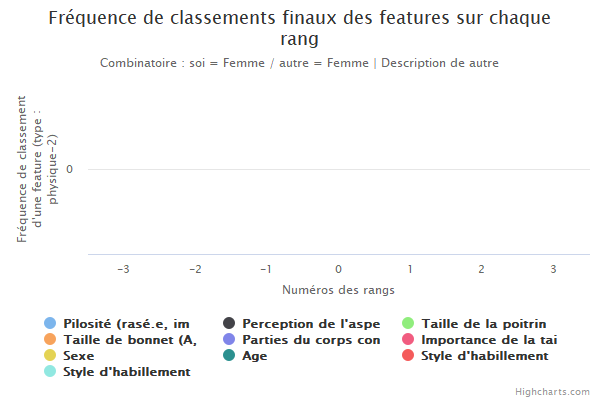 Fréquence de classements finaux des features sur chaque
rang
Combinatoire : soi = Femme / autre = Femme | Description de autre
Fréquence de classement
d'une feature (type :
physique-2)
0
-3 -2 -1 0 1 2 3
Numéros des rangs
Pilosité (rasé.e, im Perception de l'aspe Taille de la poitrin
Taille de bonnet (A, Parties du corps con Importance de la tai
Sexe Age Style d'habillement
Style d'habillement
Highcharts.com